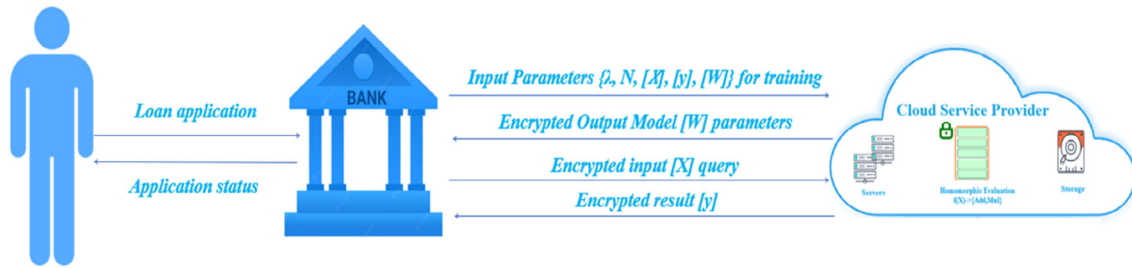 Loan application
Application status
BANK
Input Parameters {λ, N, [X], [y], [W]} for training
Encrypted Output Model [W] parameters
Encrypted input [X] query
Encrypted result [y]
Cloud Service Provider
Servers
Homomorphic Evaluation
f(X)->{Add,Mul}
Storage